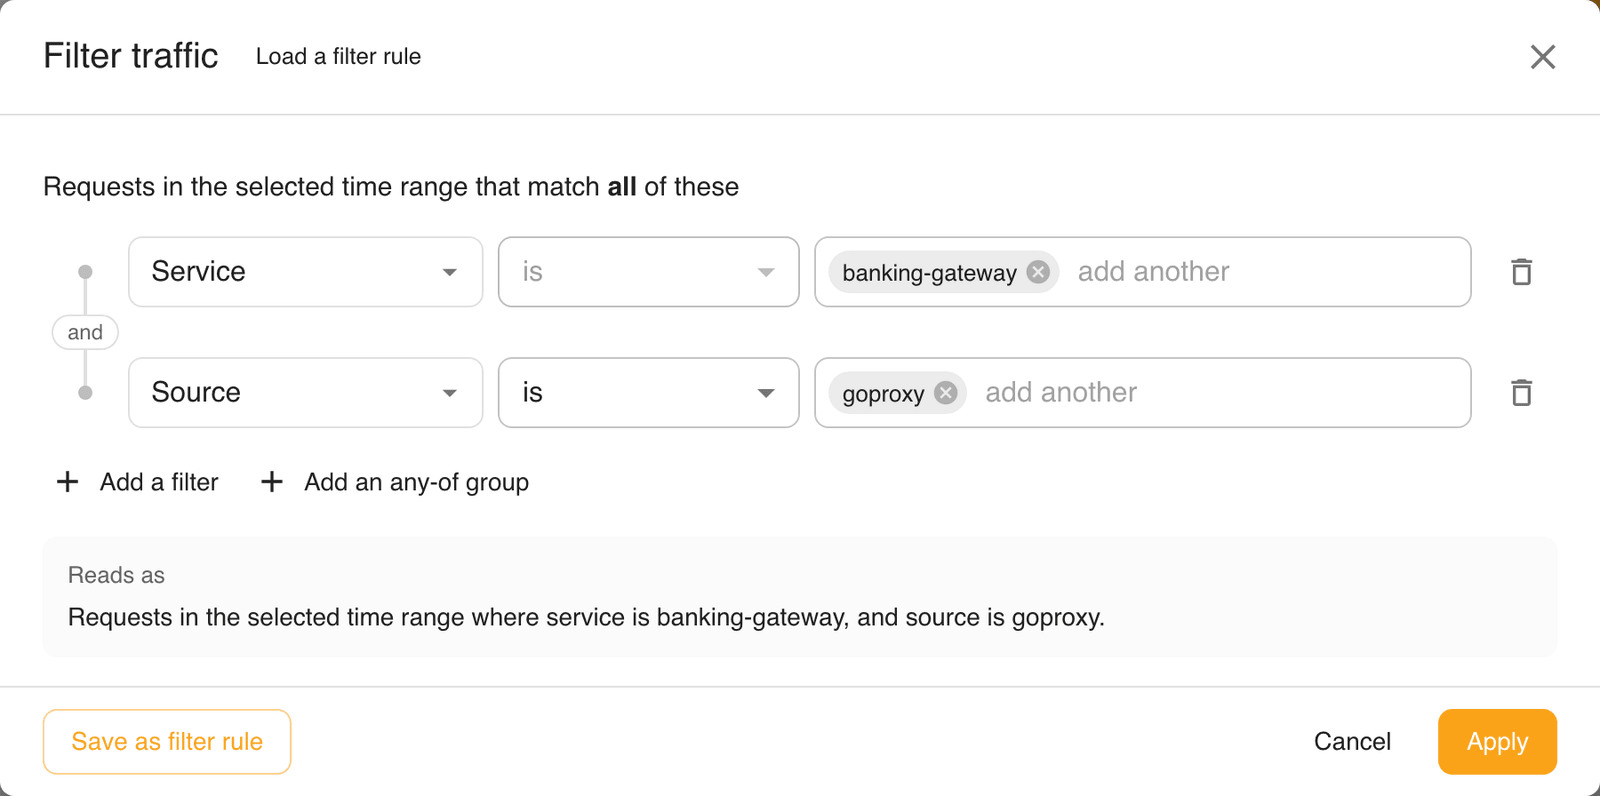 Filter traffic Load a filter rule
Requests in the selected time range that match all of these
Service is banking-gateway add another
and
Source is goproxy add another
Add a filter Add an any-of group
Reads as
Requests in the selected time range where service is banking-gateway, and source is goproxy.
Save as filter rule Cancel Apply